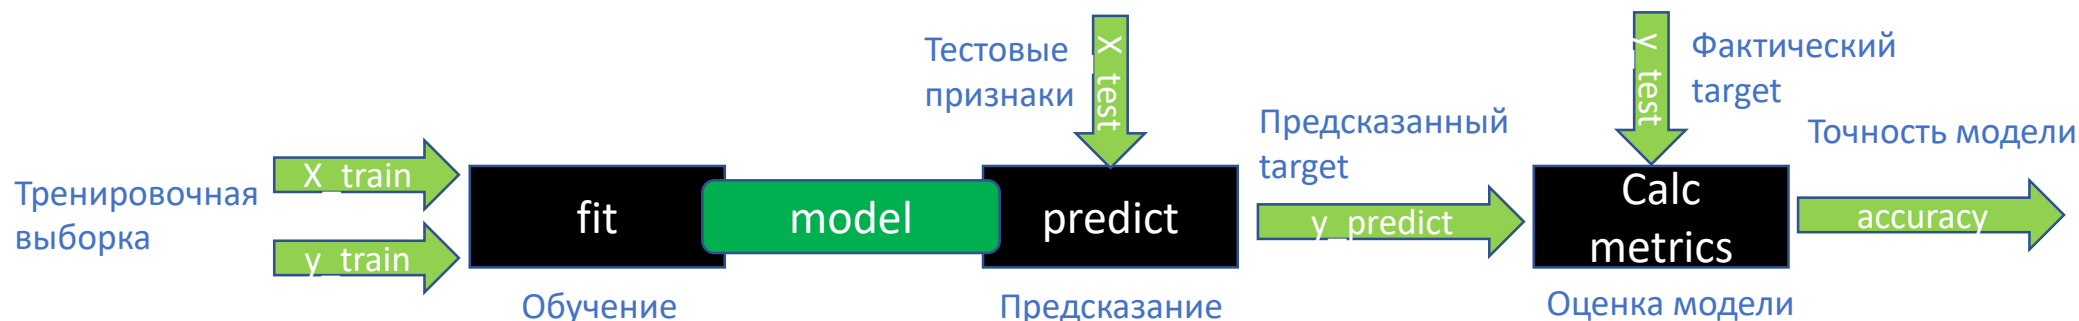 Тренировочная
выборка
X_train
y_train
fit
Обучение
model
Тестовые
признаки
X_test
predict
Предсказание
Предсказанный
target
y_predict
Фактический
target
y_test
Calc
metrics
Оценка модели
Точность модели
accuracy